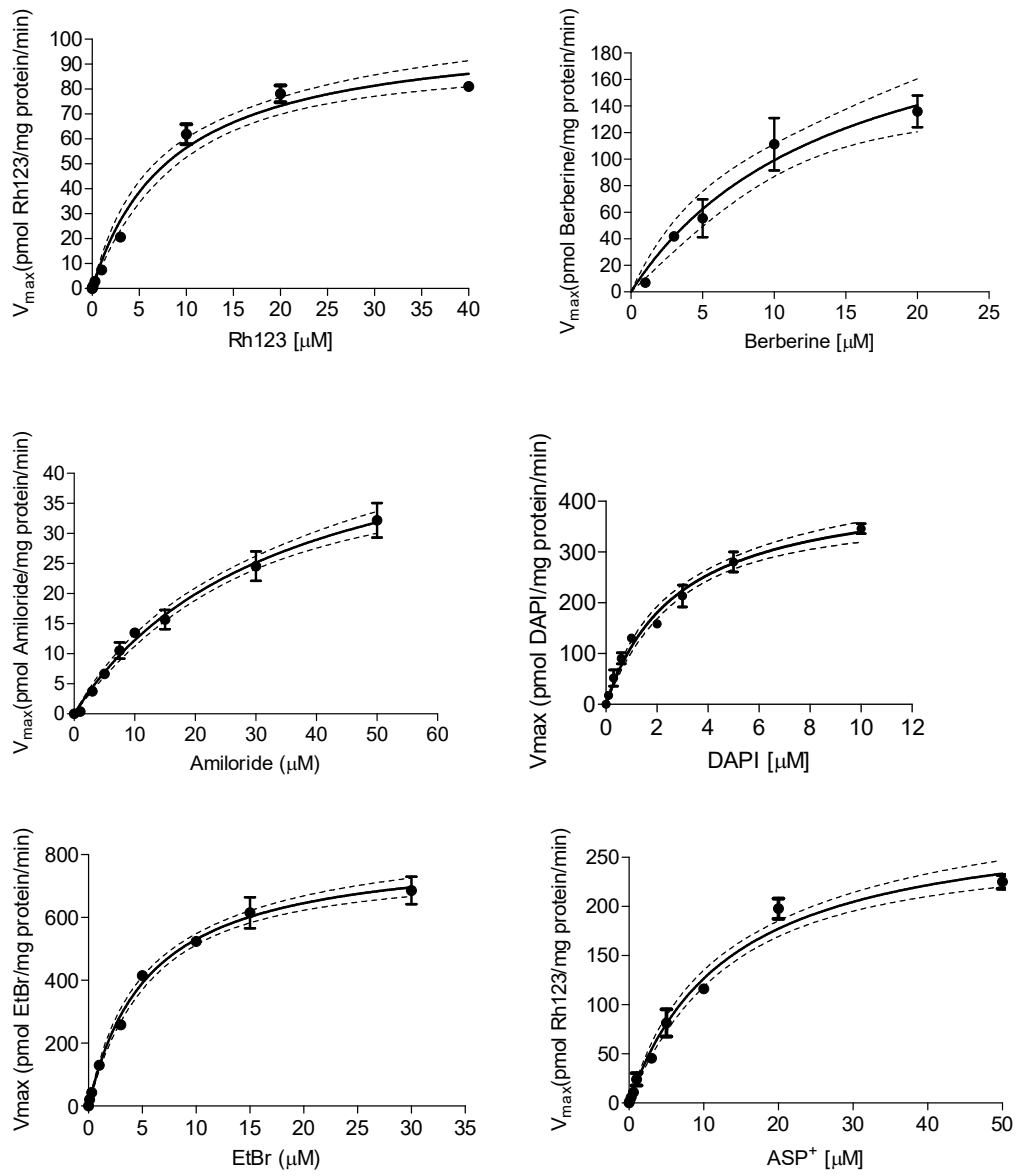 V_max(pmol Rh123/mg protein/min)
100
90
80
70
60
50
40
30
20
10
0
0 5 10 15 20 25 30 35 40
Rh123 [μM]
V_max(pmol Berberine/mg protein/min)
180
160
140
120
100
80
60
40
20
0
0 5 10 15 20 25
Berberine [μM]
V_max(pmol Amiloride/mg protein/min)
40
35
30
25
20
15
10
5
0
0 10 20 30 40 50 60
Amiloride (μM)
Vmax (pmol DAPI/mg protein/min)
400
300
200
100
0
0 2 4 6 8 10 12
DAPI [μM]
Vmax (pmol EtBr/mg protein/min)
800
600
400
200
0
0 5 10 15 20 25 30 35
EtBr (μM)
V_max(pmol Rh123/mg protein/min)
250
200
150
100
50
0
0 10 20 30 40 50
ASP⁺ [μM]